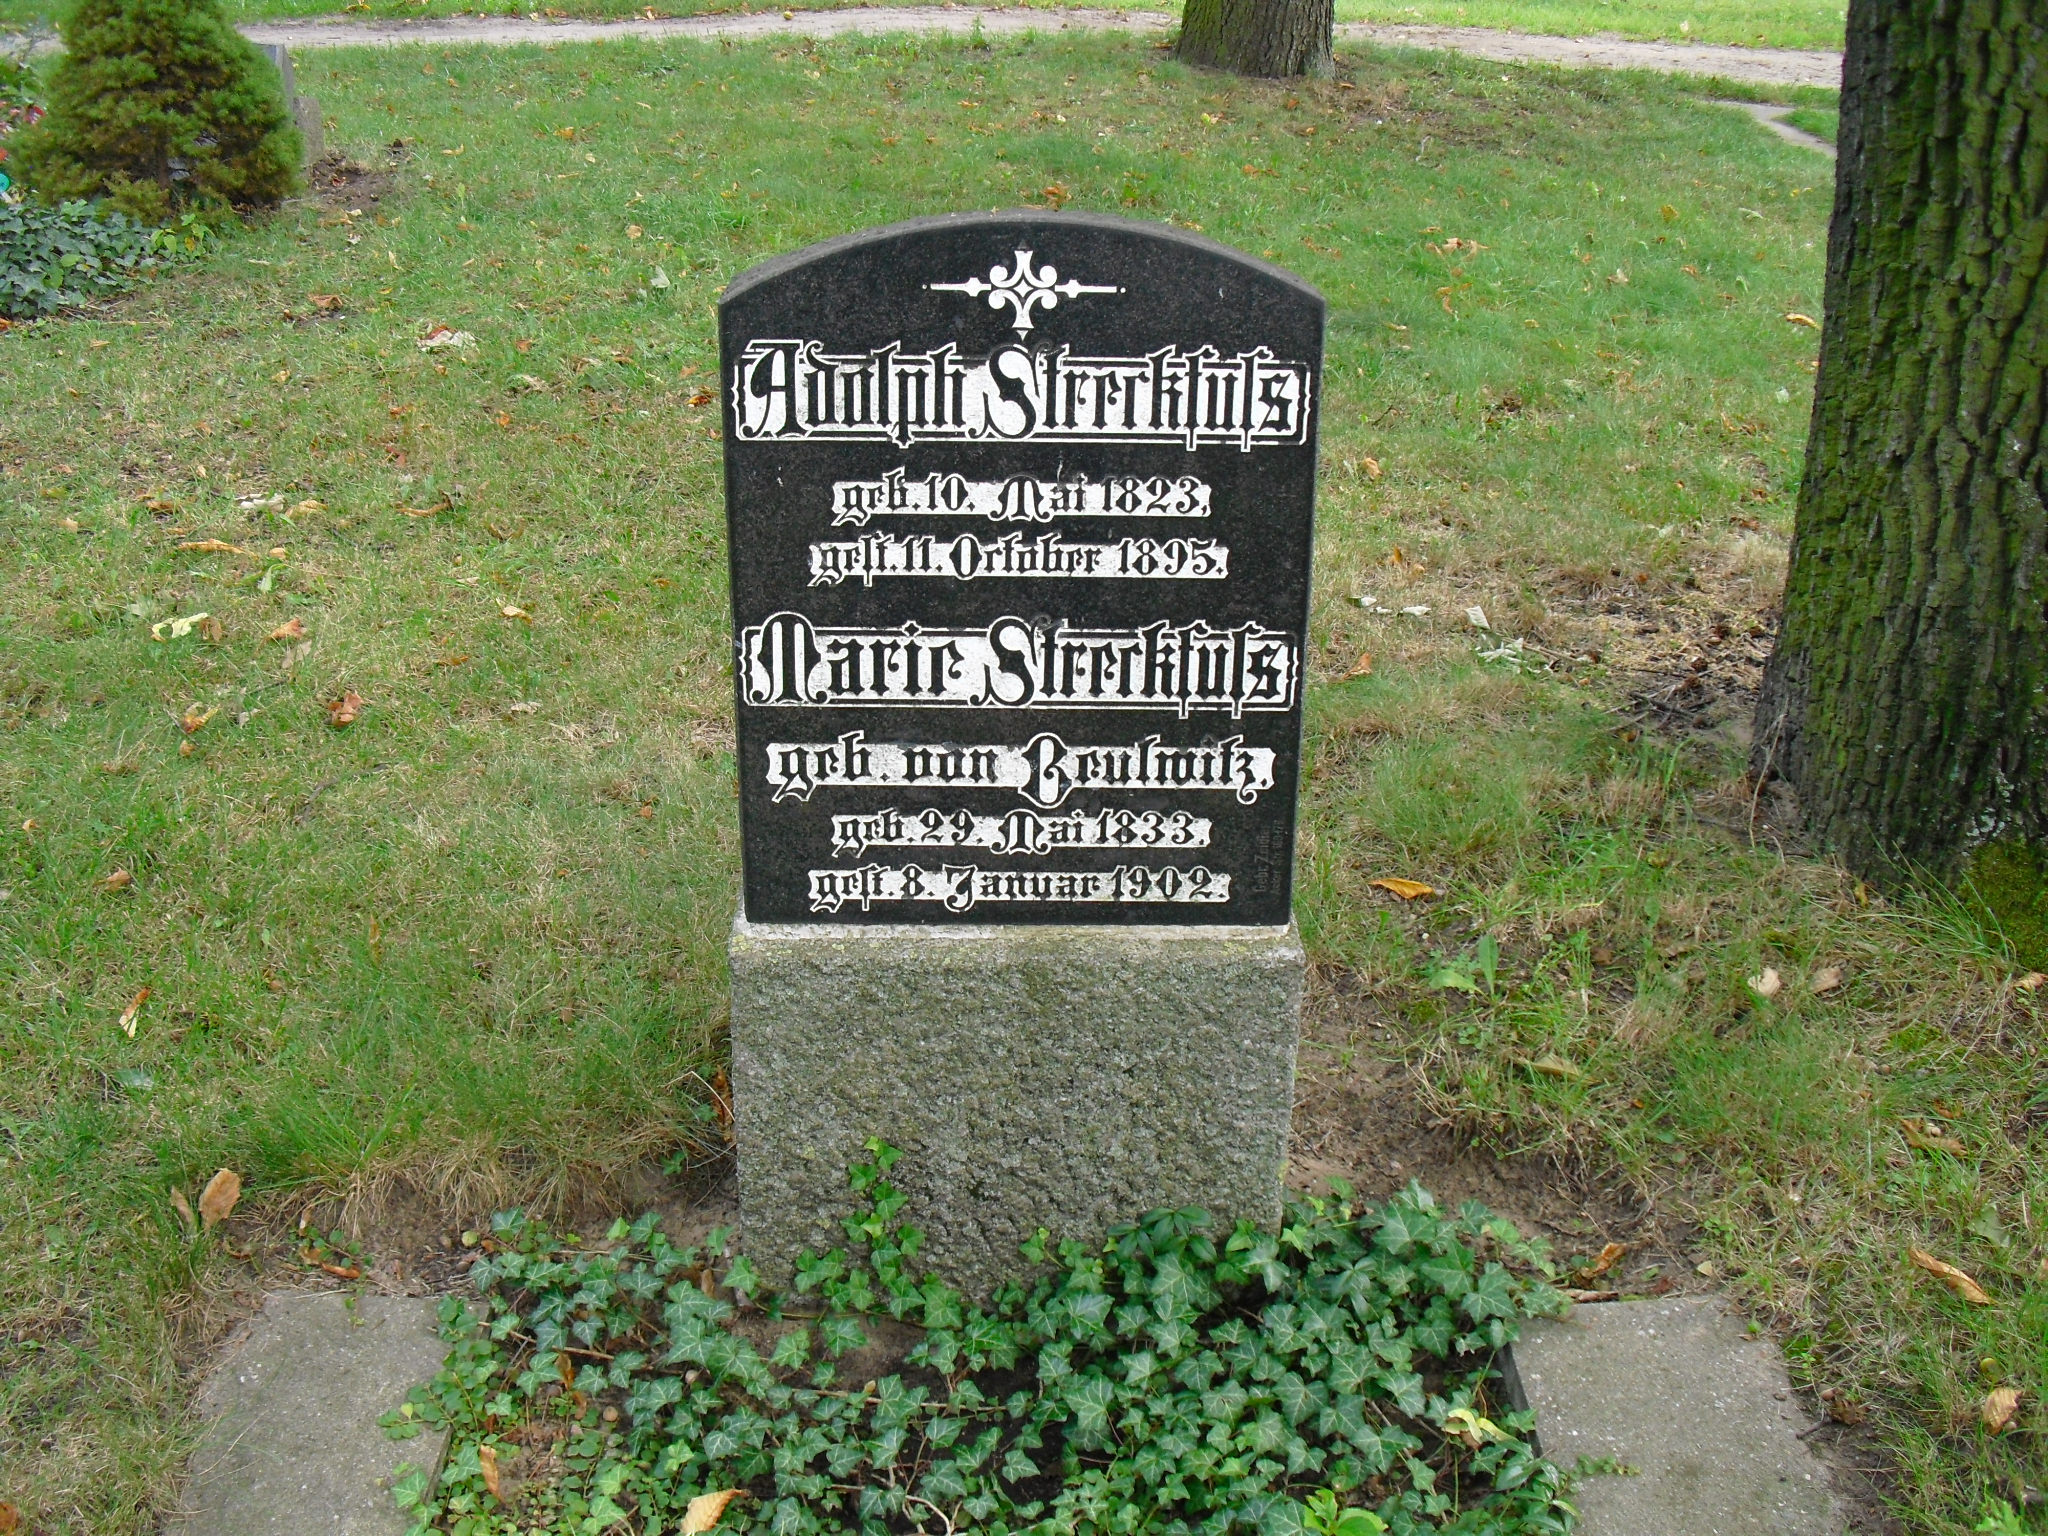 Adolph Streckfuſs
geb. 10. Mai 1823,
geſt. 11. October 1895.
Marie Streckfuſs
geb. von Beulwitz.
geb. 29. Mai 1833.
geſt. 8. Januar 1902.